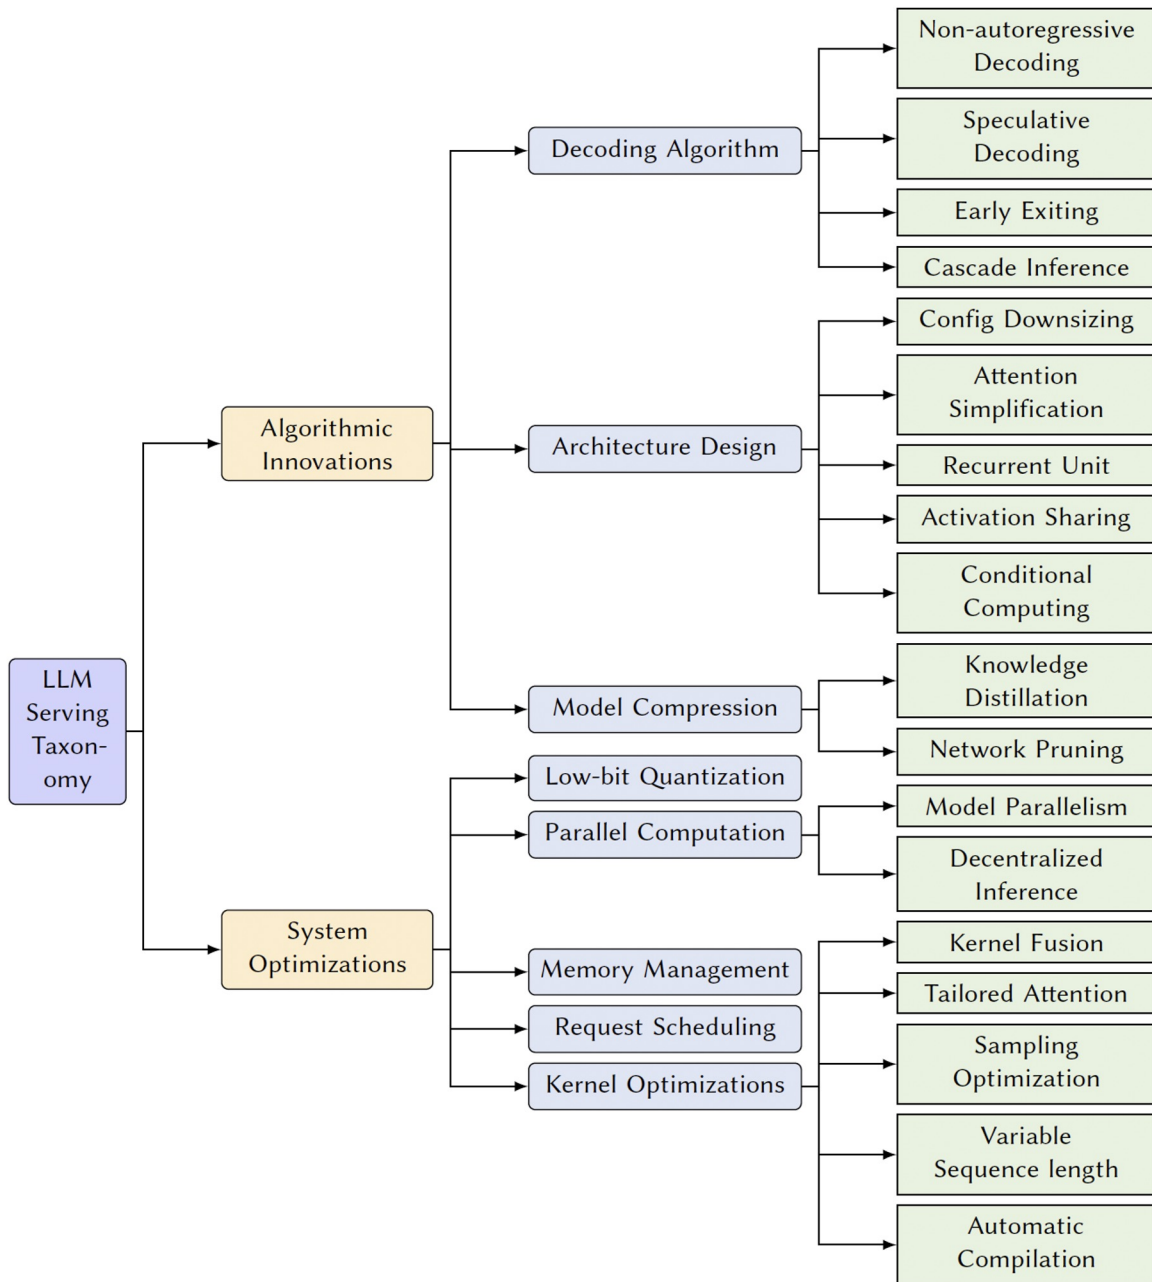 LLM
Serving
Taxon-
omy
Algorithmic
Innovations
System
Optimizations
Decoding Algorithm
Architecture Design
Model Compression
Low-bit Quantization
Parallel Computation
Memory Management
Request Scheduling
Kernel Optimizations
Non-autoregressive
Decoding
Speculative
Decoding
Early Exiting
Cascade Inference
Config Downsizing
Attention
Simplification
Recurrent Unit
Activation Sharing
Conditional
Computing
Knowledge
Distillation
Network Pruning
Model Parallelism
Decentralized
Inference
Kernel Fusion
Tailored Attention
Sampling
Optimization
Variable
Sequence length
Automatic
Compilation